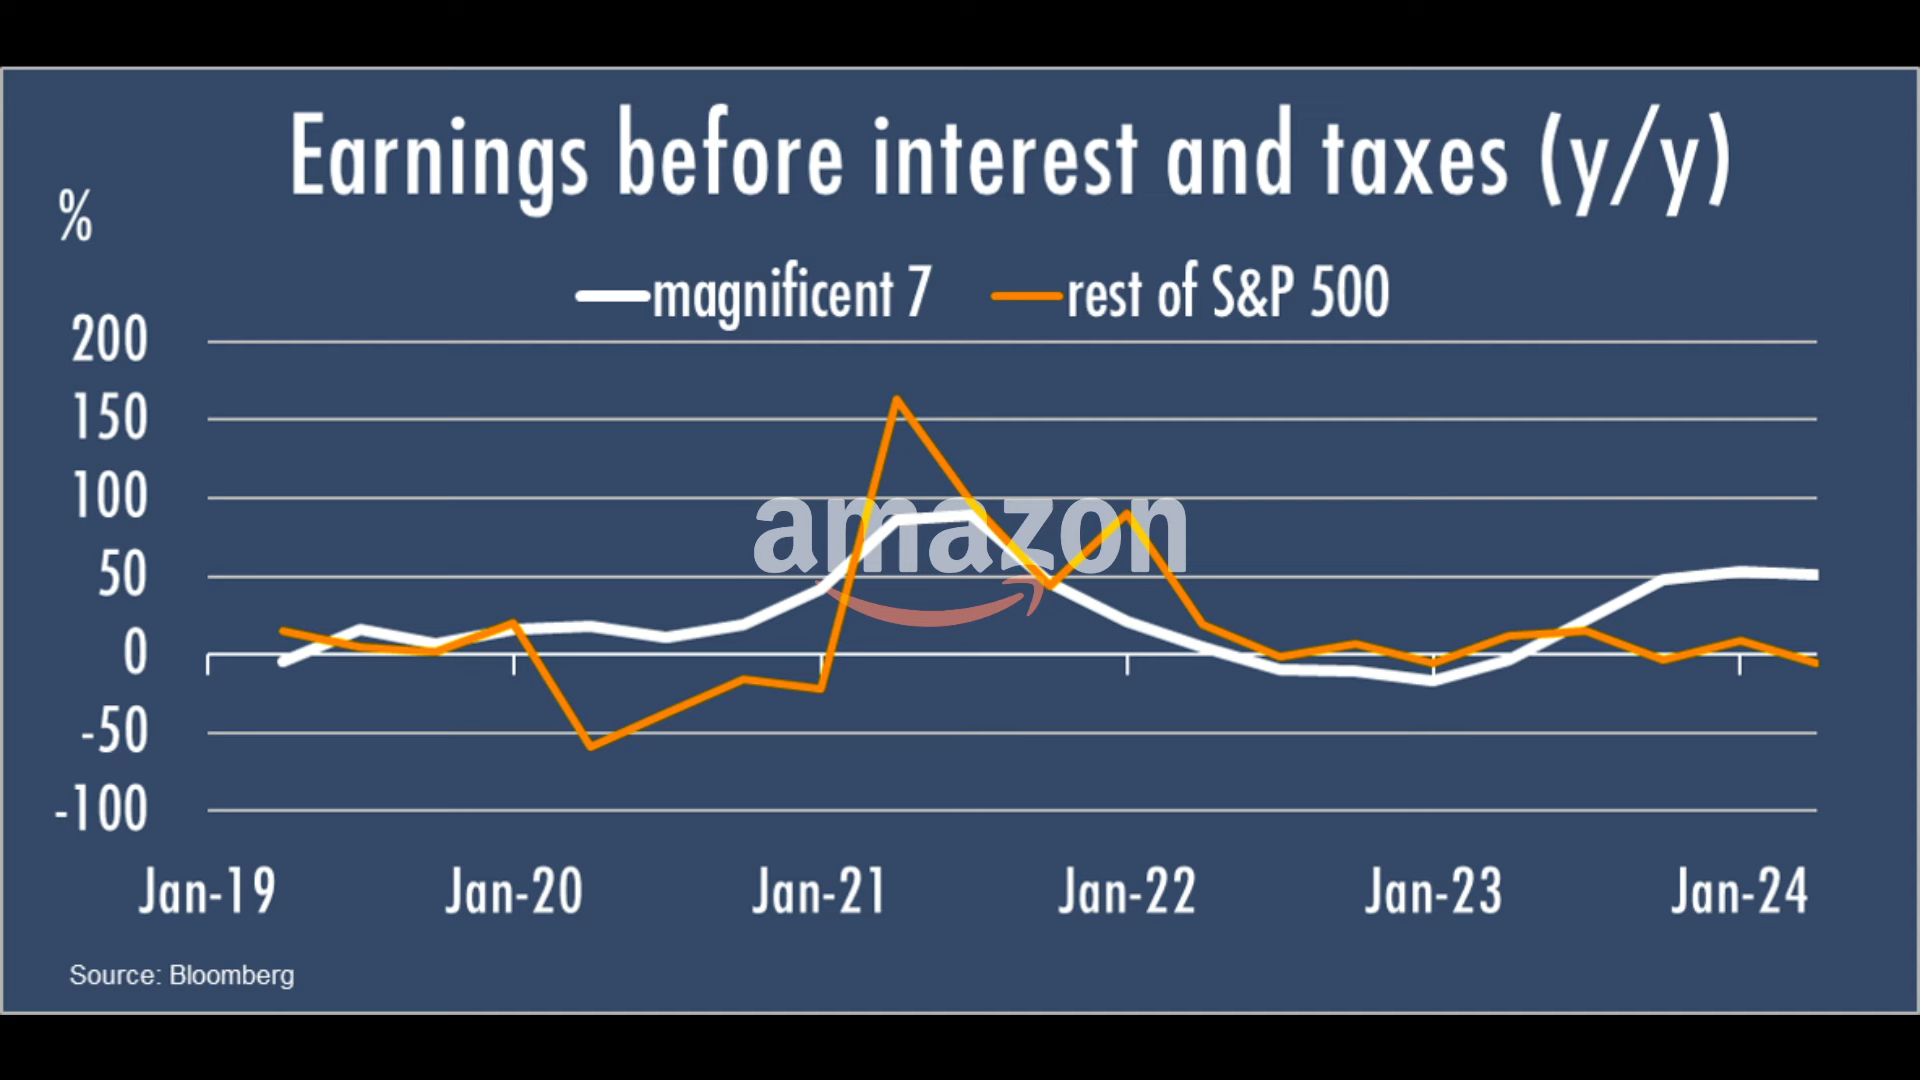 Earnings before interest and taxes (y/y)
%
magnificent 7 rest of S&P 500
200
150
100
50
0
-50
-100
amazon
Jan-19 Jan-20 Jan-21 Jan-22 Jan-23 Jan-24
Source: Bloomberg